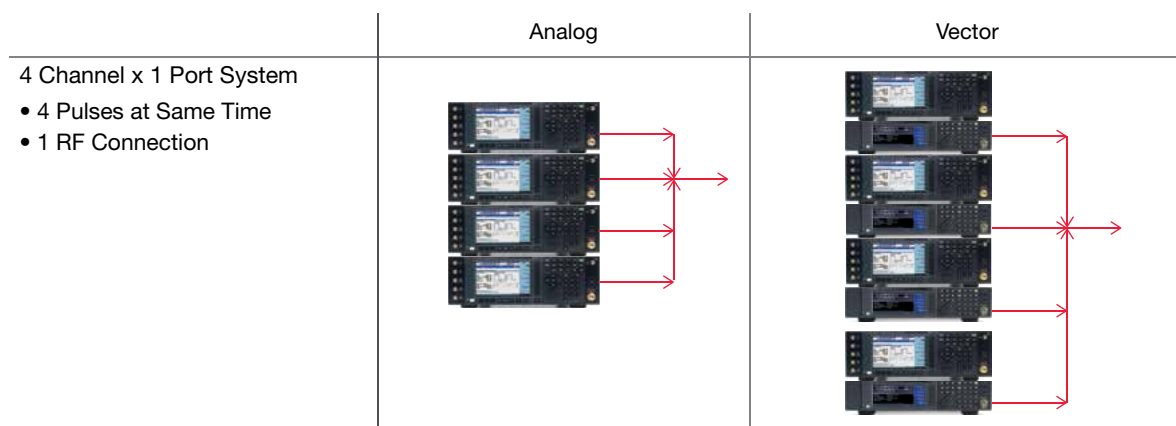 Analog
Vector
4 Channel x 1 Port System
• 4 Pulses at Same Time
• 1 RF Connection